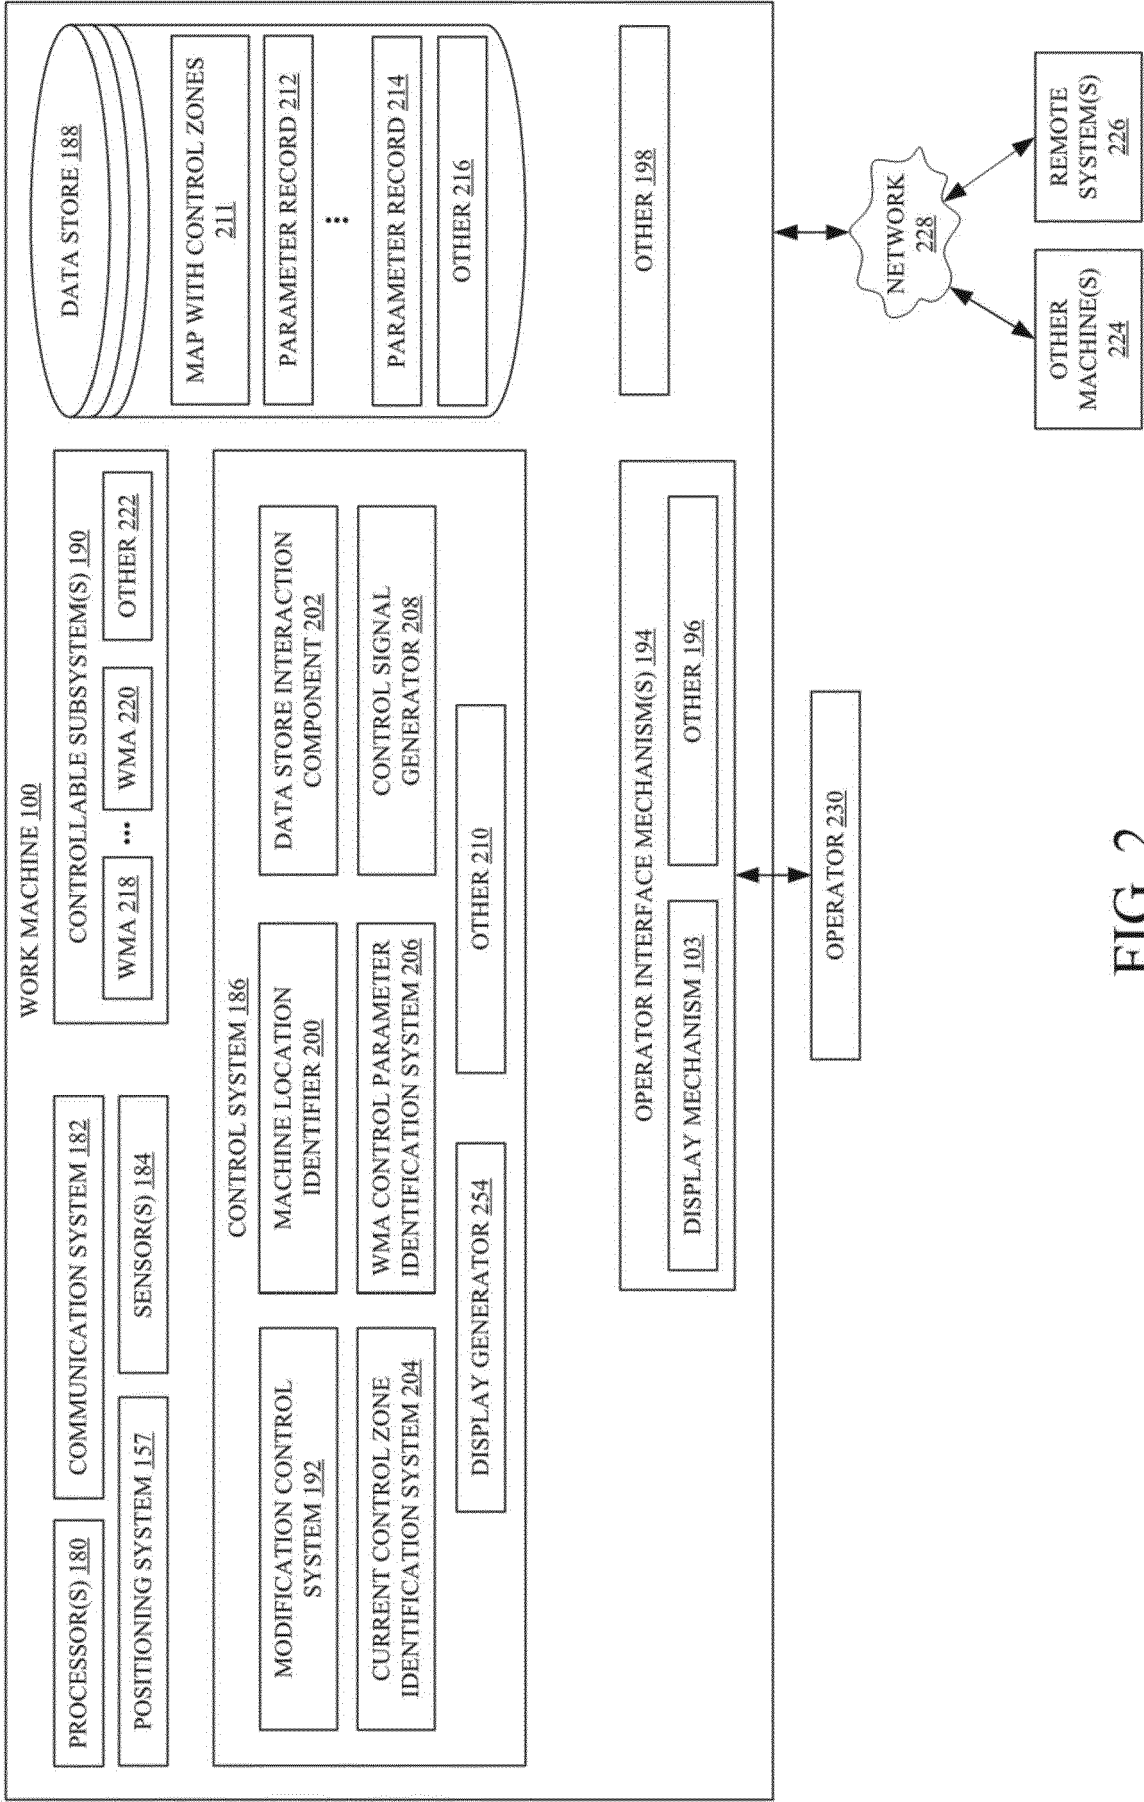 WORK MACHINE 100
PROCESSOR(S) 180
COMMUNICATION SYSTEM 182
POSITIONING SYSTEM 157
SENSOR(S) 184
CONTROLLABLE SUBSYSTEM(S) 190
WMA 218
•••
WMA 220
OTHER 222
DATA STORE 188
MAP WITH CONTROL ZONES
211
PARAMETER RECORD 212
•••
PARAMETER RECORD 214
OTHER 216
CONTROL SYSTEM 186
MODIFICATION CONTROL
SYSTEM 192
MACHINE LOCATION
IDENTIFIER 200
DATA STORE INTERACTION
COMPONENT 202
CURRENT CONTROL ZONE
IDENTIFICATION SYSTEM 204
WMA CONTROL PARAMETER
IDENTIFICATION SYSTEM 206
CONTROL SIGNAL
GENERATOR 208
DISPLAY GENERATOR 254
OTHER 210
OPERATOR INTERFACE MECHANISM(S) 194
DISPLAY MECHANISM 103
OTHER 196
OTHER 198
OPERATOR 230
NETWORK
228
OTHER
MACHINE(S)
224
REMOTE
SYSTEM(S)
226
FIG. 2